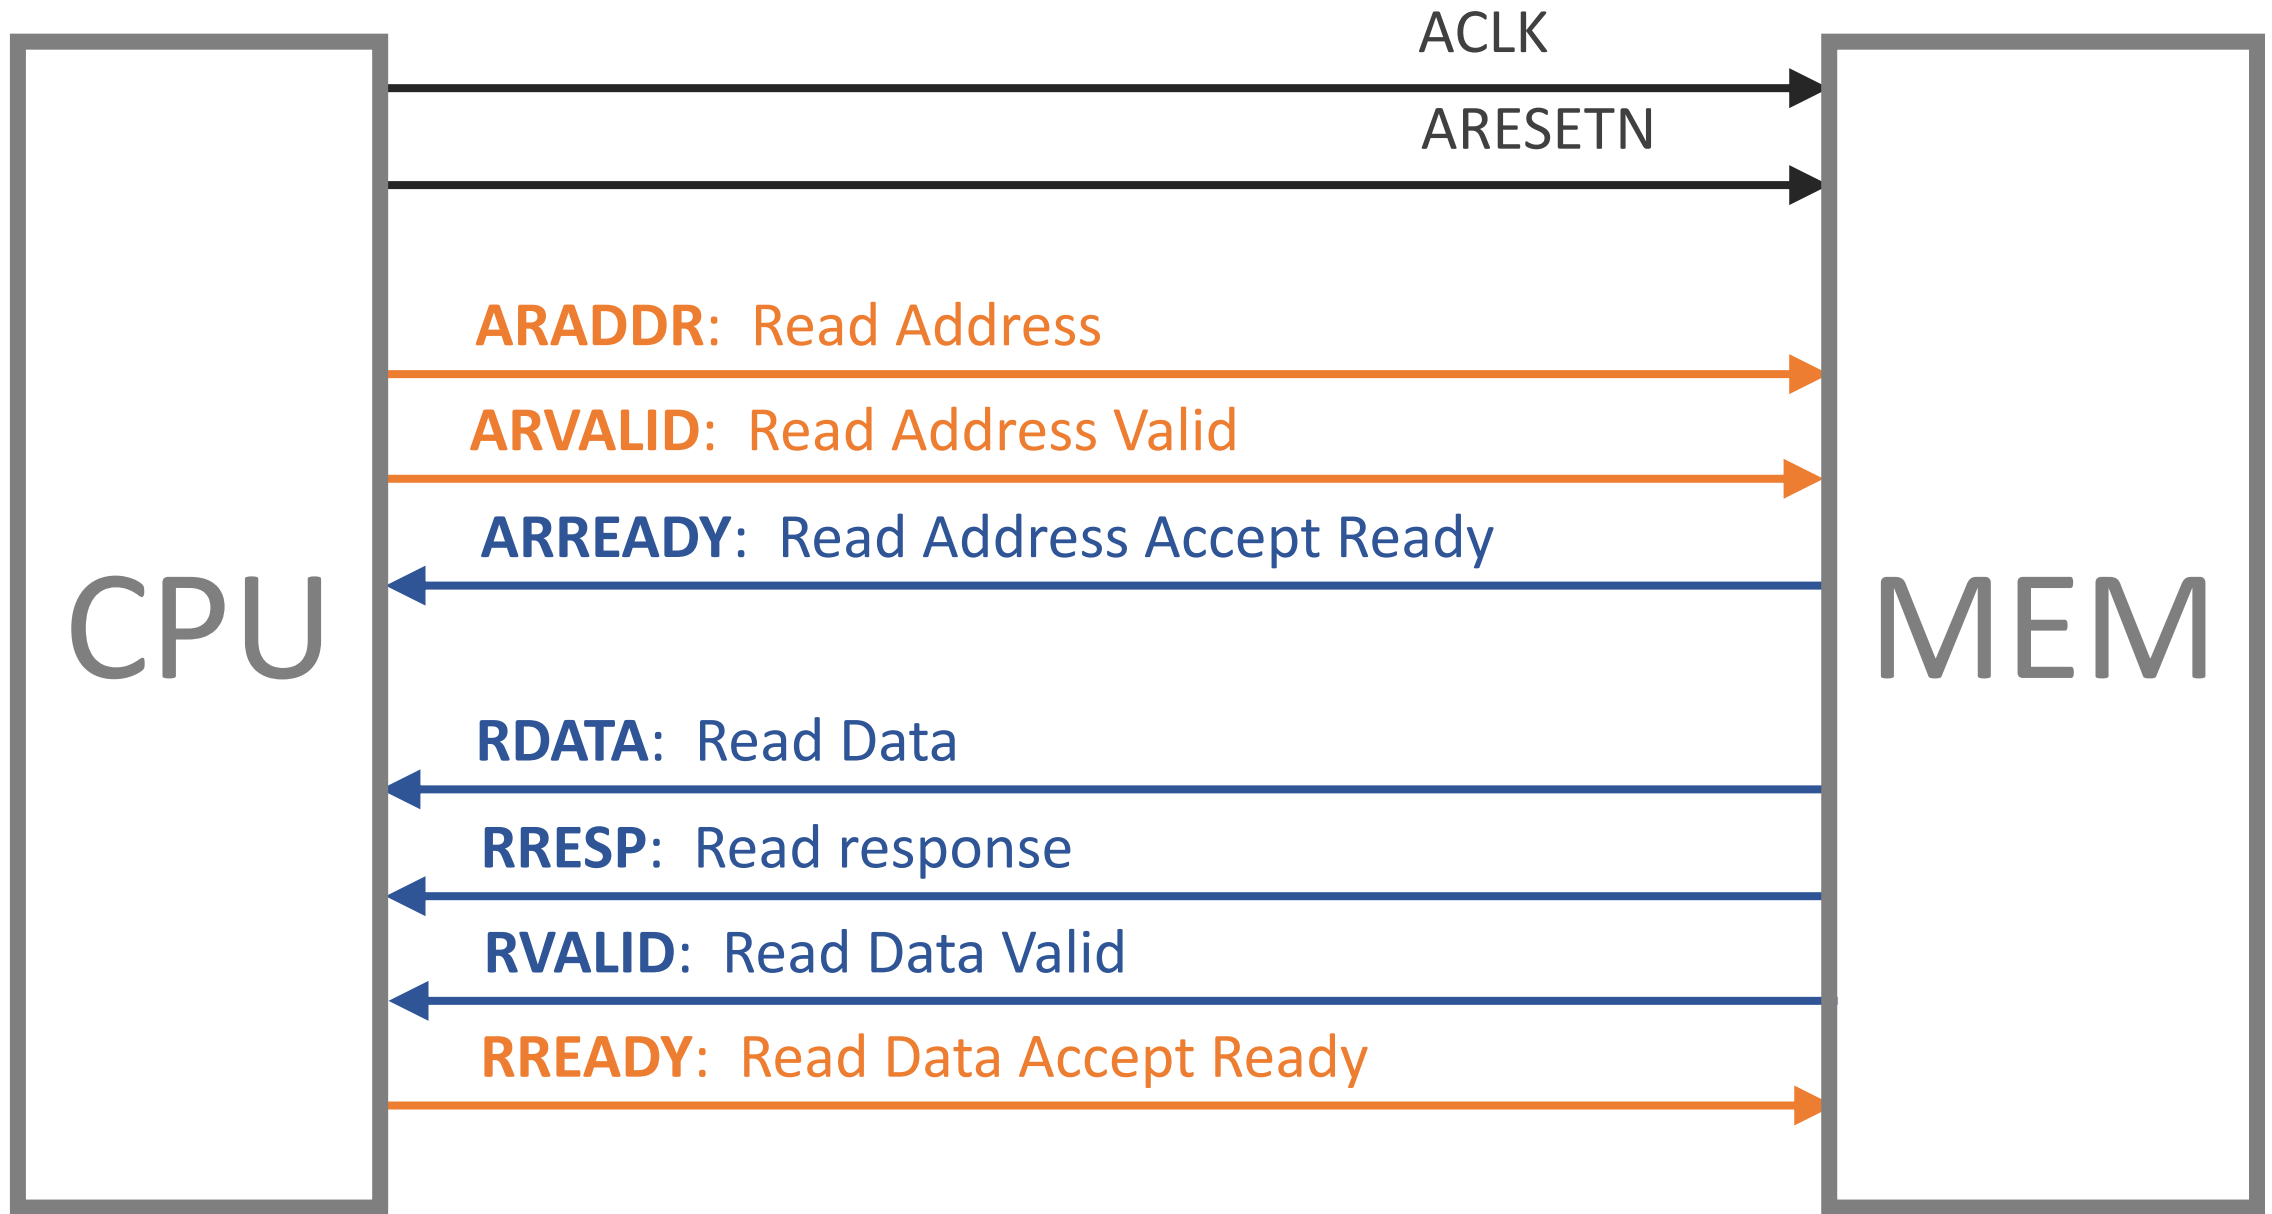 ACLK
ARESETN
ARADDR: Read Address
ARVALID: Read Address Valid
ARREADY: Read Address Accept Ready
CPU
MEM
RDATA: Read Data
RRESP: Read response
RVALID: Read Data Valid
RREADY: Read Data Accept Ready